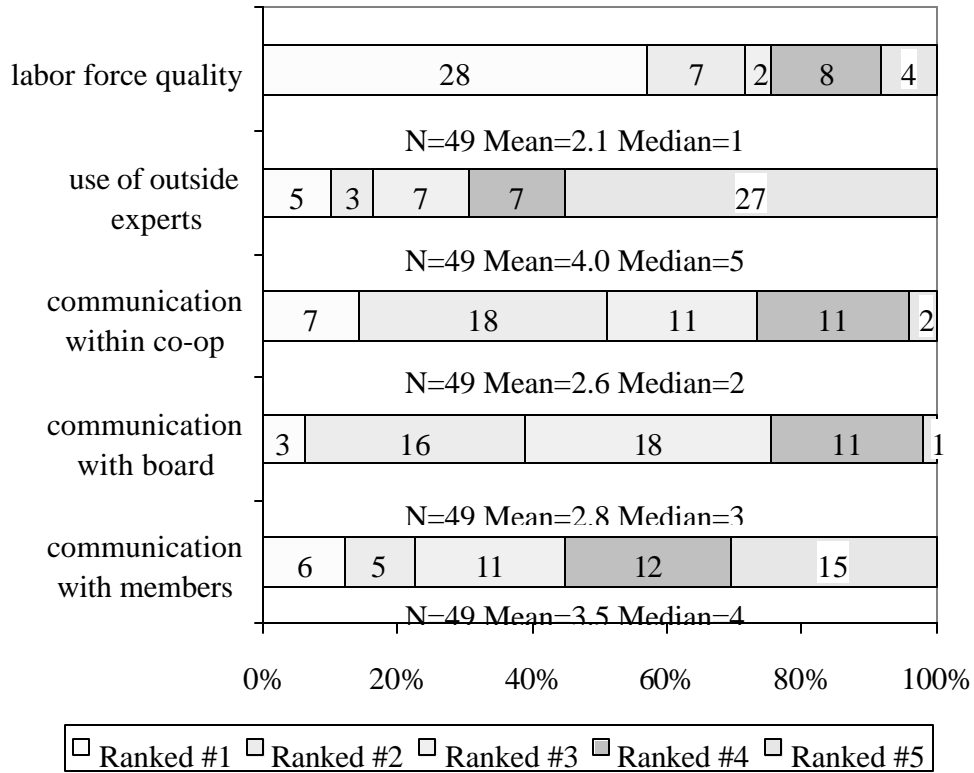 labor force quality
28 7 2 8 4
N=49 Mean=2.1 Median=1
use of outside
experts
5 3 7 7 27
N=49 Mean=4.0 Median=5
communication
within co-op
7 18 11 11 2
N=49 Mean=2.6 Median=2
communication
with board
3 16 18 11 1
N=49 Mean=2.8 Median=3
communication
with members
6 5 11 12 15
N=49 Mean=3.5 Median=4
0% 20% 40% 60% 80% 100%
Ranked #1 Ranked #2 Ranked #3 Ranked #4 Ranked #5